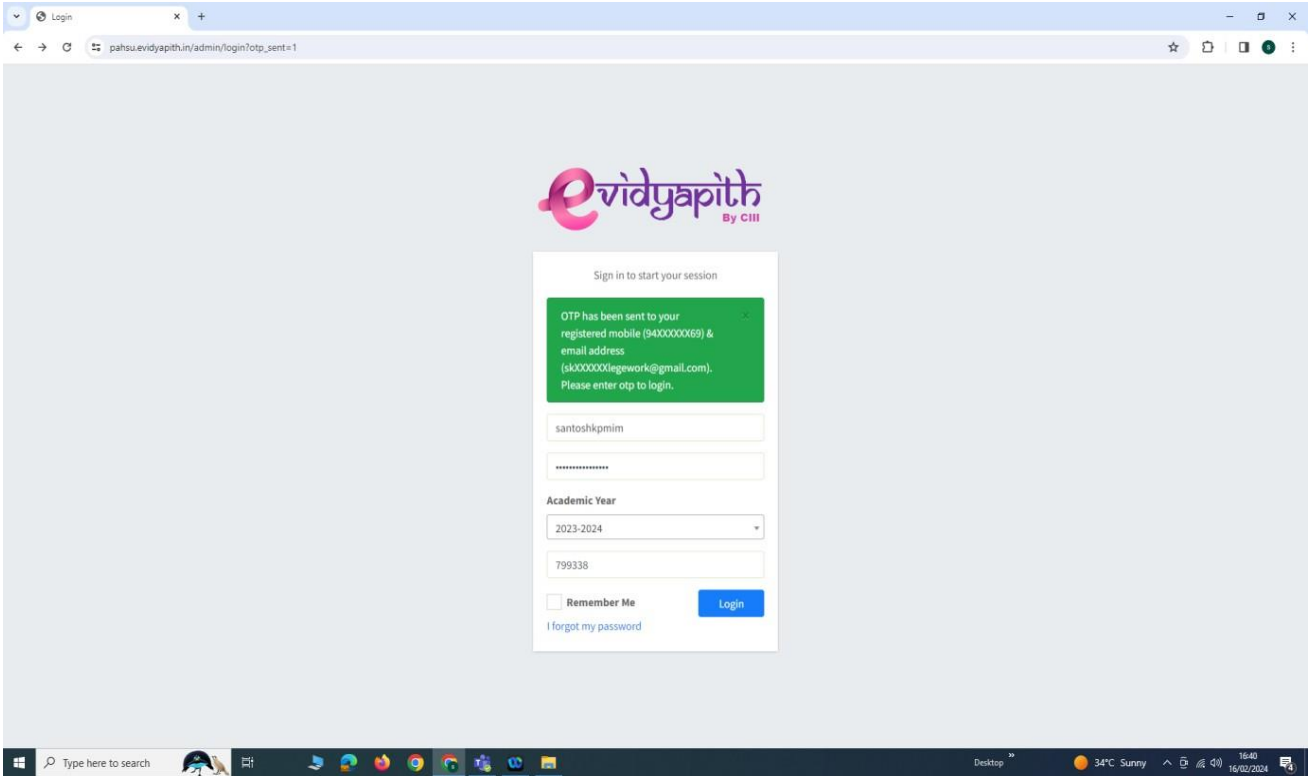 Login
pahsu.evidyapith.in/admin/login?otp_sent=1
S
evidyapith
By CIII
Sign in to start your session
OTP has been sent to your
registered mobile (94XXXXXX69) &
email address
(skXXXXXXlegework@gmail.com).
Please enter otp to login.
santoshkpmim
Academic Year
2023-2024
799338
Remember Me
Login
I forgot my password
Type here to search
Desktop
34°C Sunny
16:40
16/02/2024
4